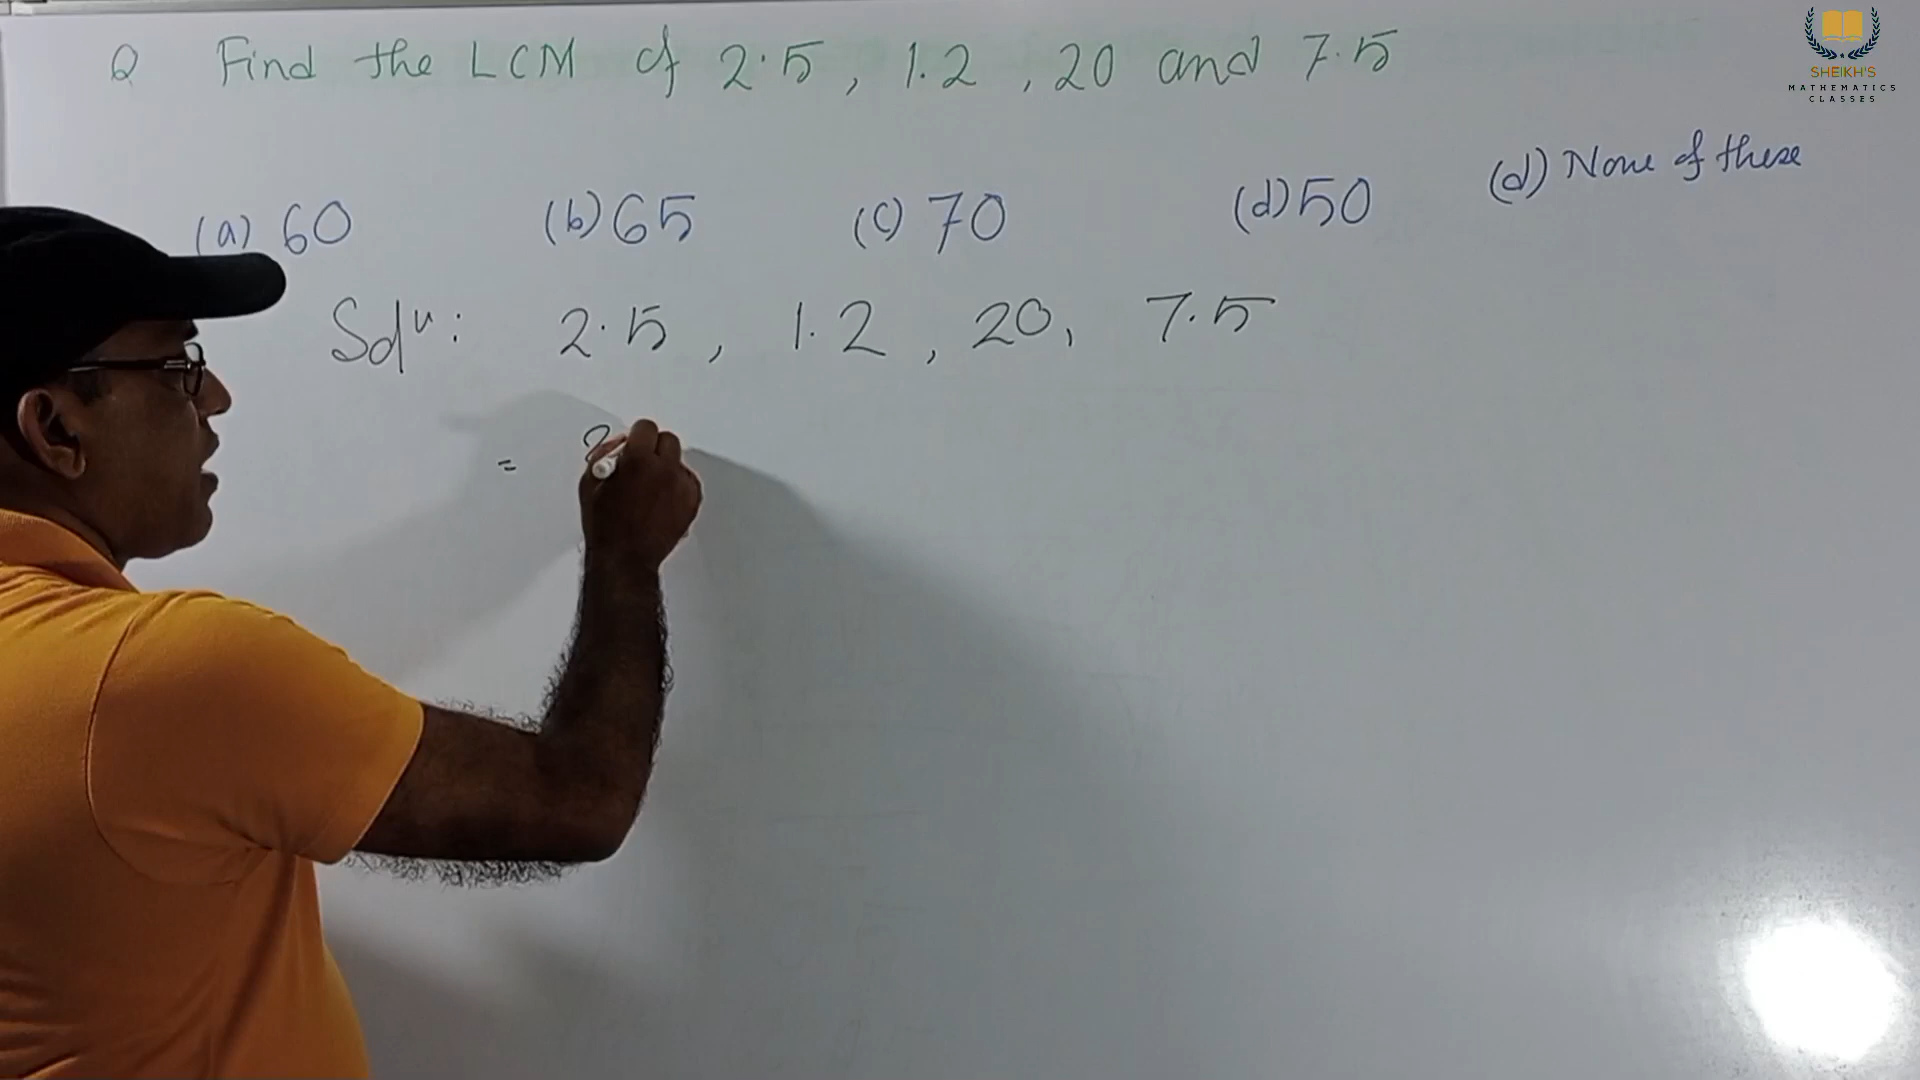 Q Find the LCM of 2.5, 1.2, 20 and 7.5
(a) 60 (b) 65 (c) 70 (d) 50 (d) None of these
Soln: 2.5, 1.2, 20, 7.5
= 2
SHEIKH'S
MATHEMATICS
CLASSES